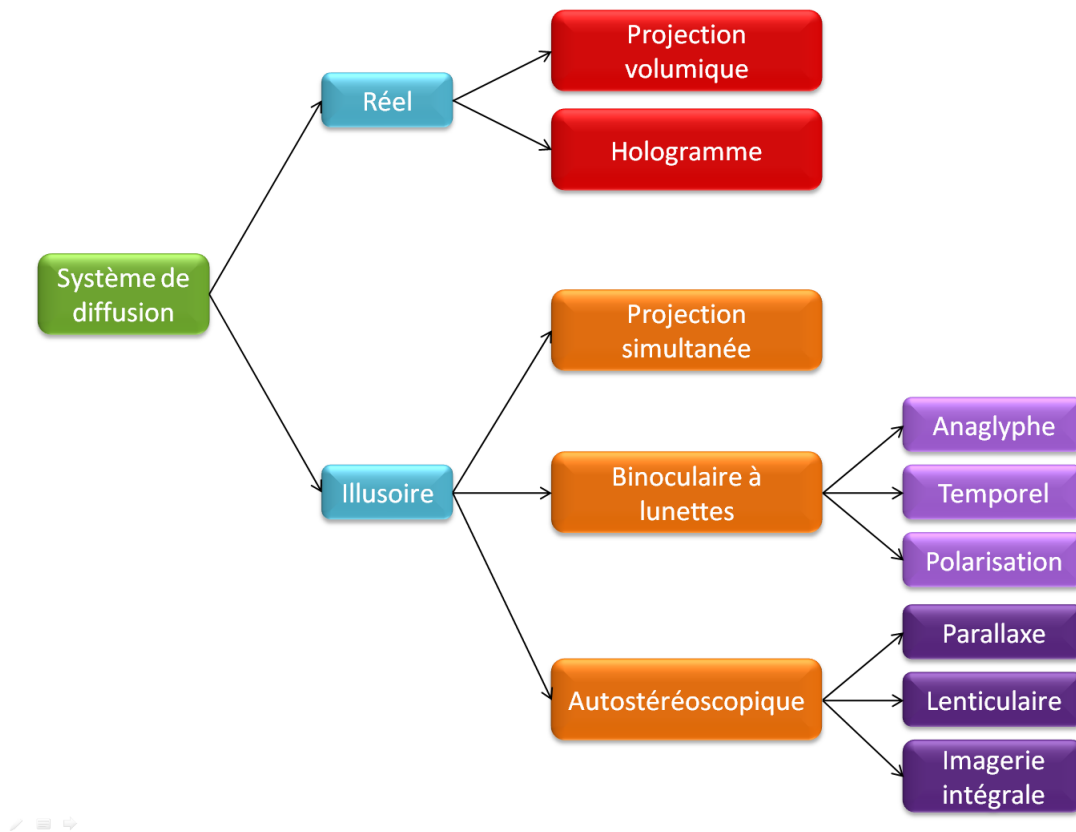 Système de
diffusion
Réel
Projection
volumique
Hologramme
Illusoire
Projection
simultanée
Binoculaire à
lunettes
Anaglyphe
Temporel
Polarisation
Autostéréoscopique
Parallaxe
Lenticulaire
Imagerie
intégrale